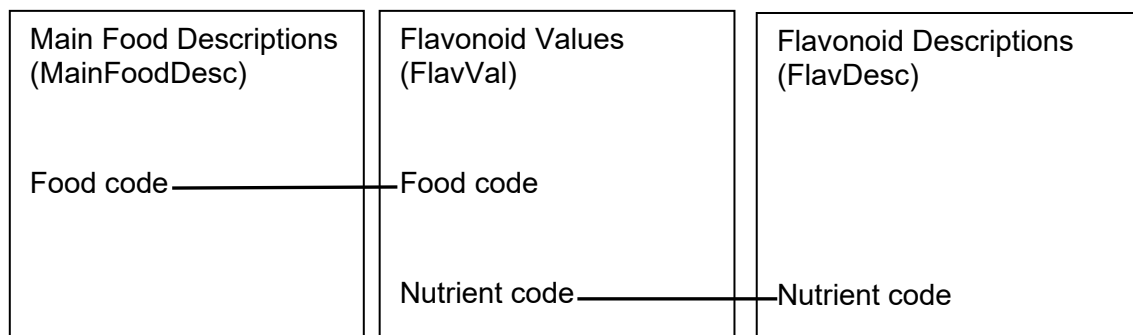 Main Food Descriptions
(MainFoodDesc)
Food code
Flavonoid Values
(FlavVal)
Food code
Nutrient code
Flavonoid Descriptions
(FlavDesc)
Nutrient code